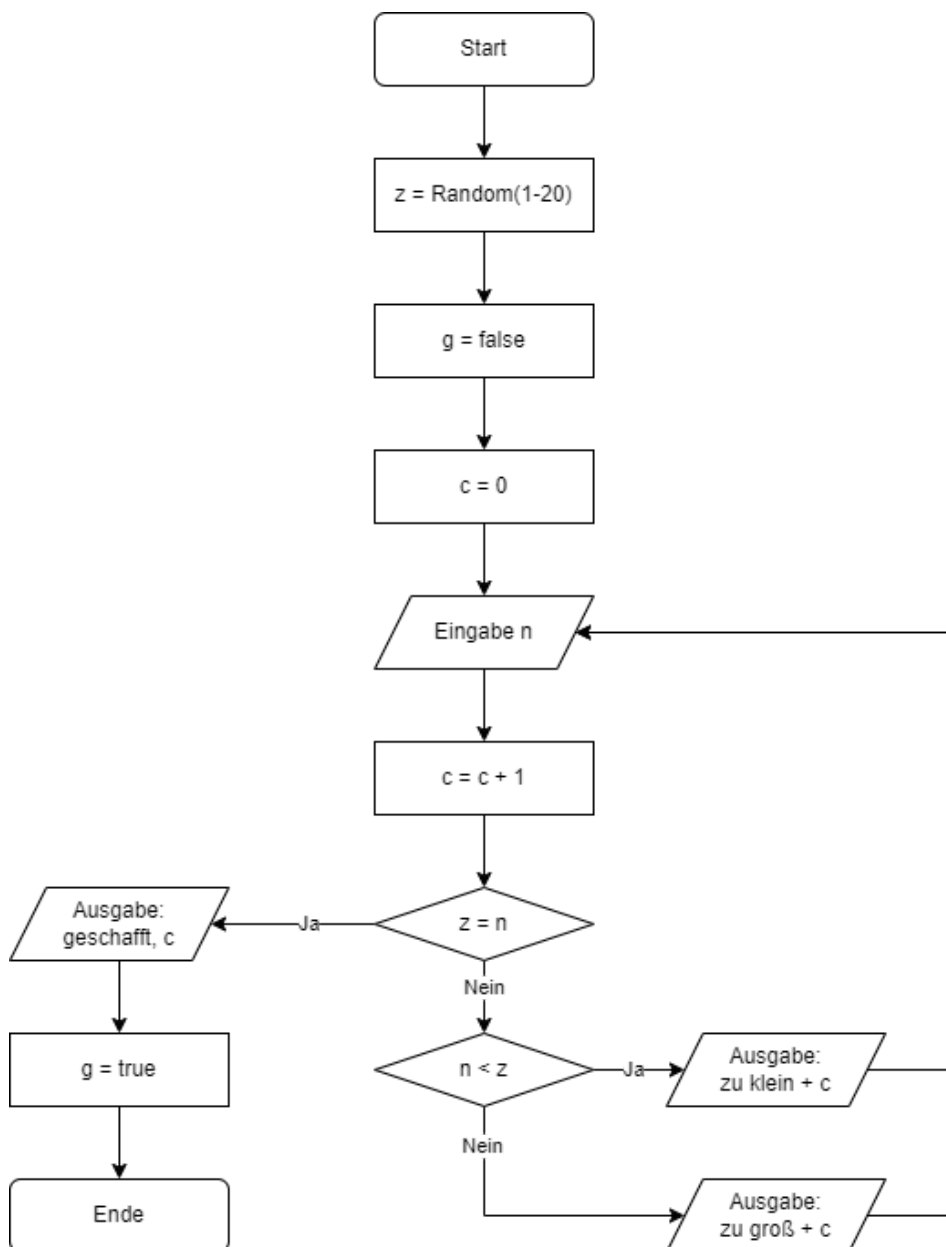 Start
z = Random(1-20)
g = false
c = 0
Eingabe n
c = c + 1
z = n
Ja
Ausgabe:
geschafft, c
g = true
Ende
Nein
n < z
Ja
Ausgabe:
zu klein + c
Nein
Ausgabe:
zu groß + c